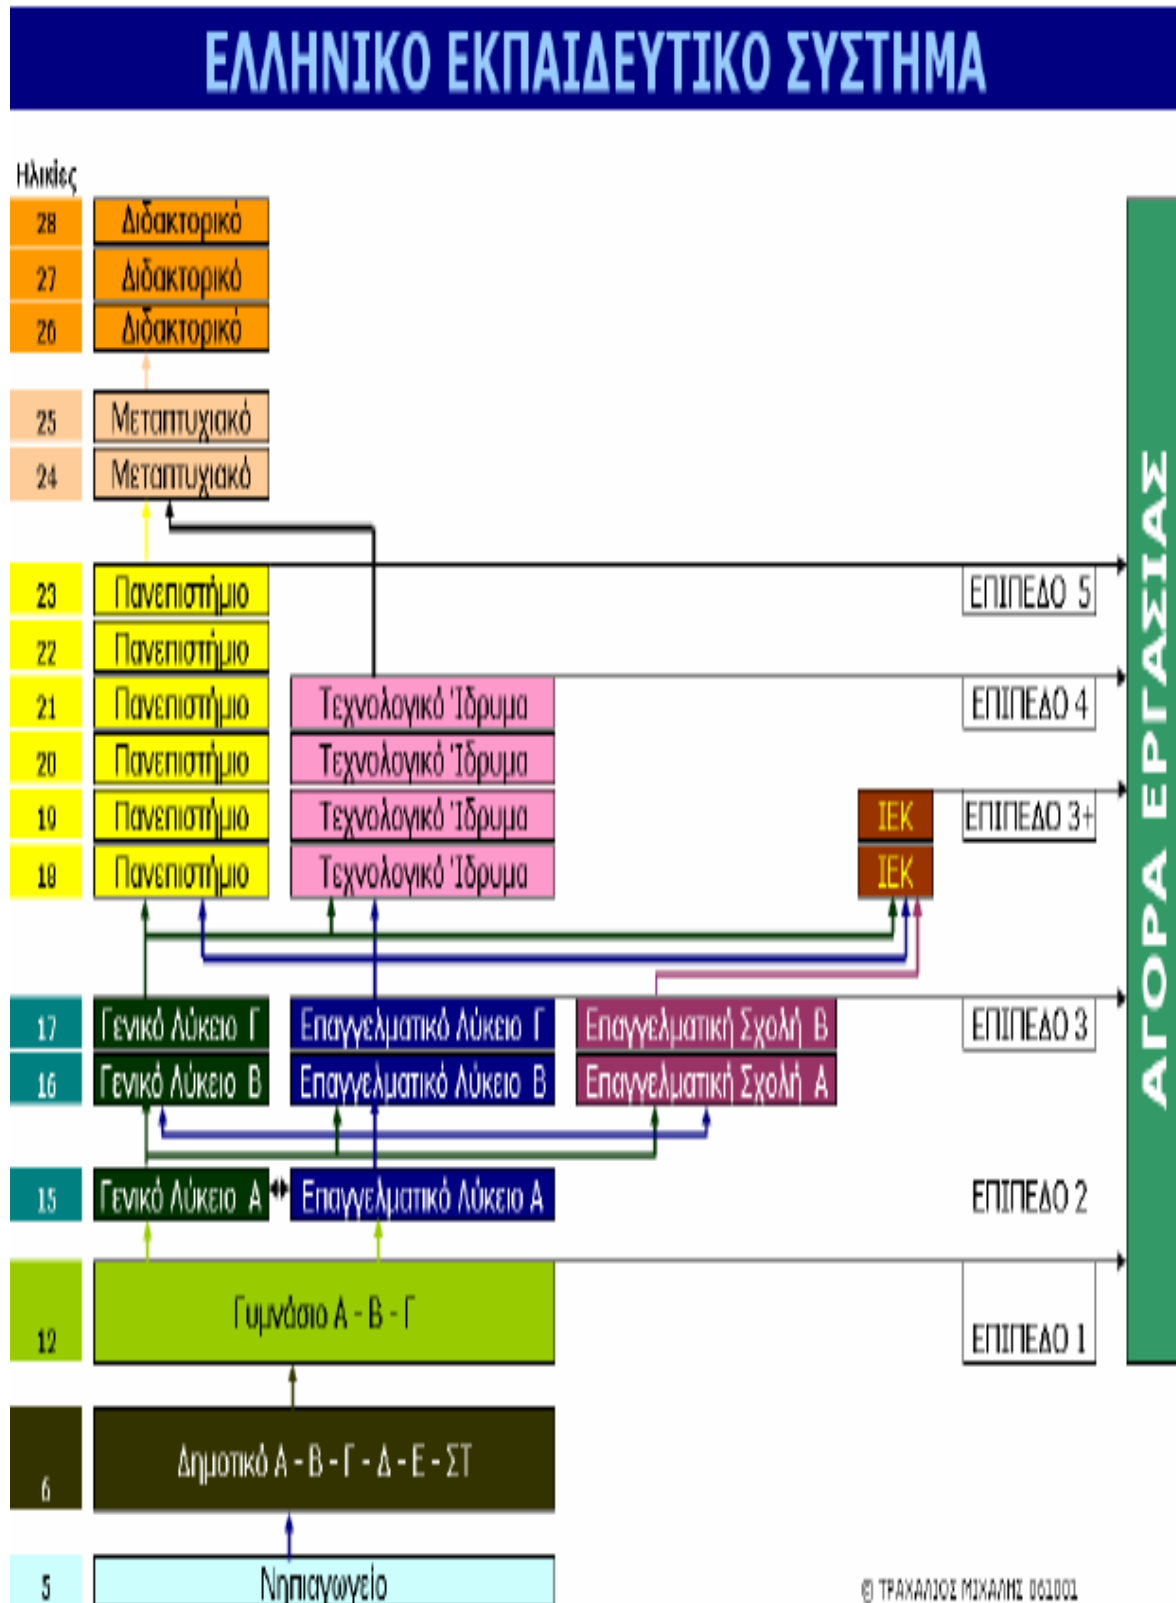 ΕΛΛΗΝΙΚΟ ΕΚΠΑΙΔΕΥΤΙΚΟ ΣΥΣΤΗΜΑ
Ηλικίες
28 Διδακτορικό
27 Διδακτορικό
26 Διδακτορικό
25 Μεταπτυχιακό
24 Μεταπτυχιακό
23 Πανεπιστήμιο ΕΠΙΠΕΔΟ 5
22 Πανεπιστήμιο
21 Πανεπιστήμιο Τεχνολογικό Ίδρυμα ΕΠΙΠΕΔΟ 4
20 Πανεπιστήμιο Τεχνολογικό Ίδρυμα
19 Πανεπιστήμιο Τεχνολογικό Ίδρυμα ΙΕΚ ΕΠΙΠΕΔΟ 3+
18 Πανεπιστήμιο Τεχνολογικό Ίδρυμα ΙΕΚ
17 Γενικό Λύκειο Γ Επαγγελματικό Λύκειο Γ Επαγγελματική Σχολή Β ΕΠΙΠΕΔΟ 3
16 Γενικό Λύκειο Β Επαγγελματικό Λύκειο Β Επαγγελματική Σχολή Α
15 Γενικό Λύκειο Α Επαγγελματικό Λύκειο Α ΕΠΙΠΕΔΟ 2
12 Γυμνάσιο Α - Β - Γ ΕΠΙΠΕΔΟ 1
6 Δημοτικό Α - Β - Γ - Δ - Ε - ΣΤ
5 Νηπιαγωγείο
ΑΓΟΡΑ ΕΡΓΑΣΙΑΣ
© ΤΡΑΧΑΛΙΟΣ ΜΙΧΑΛΗΣ 061001